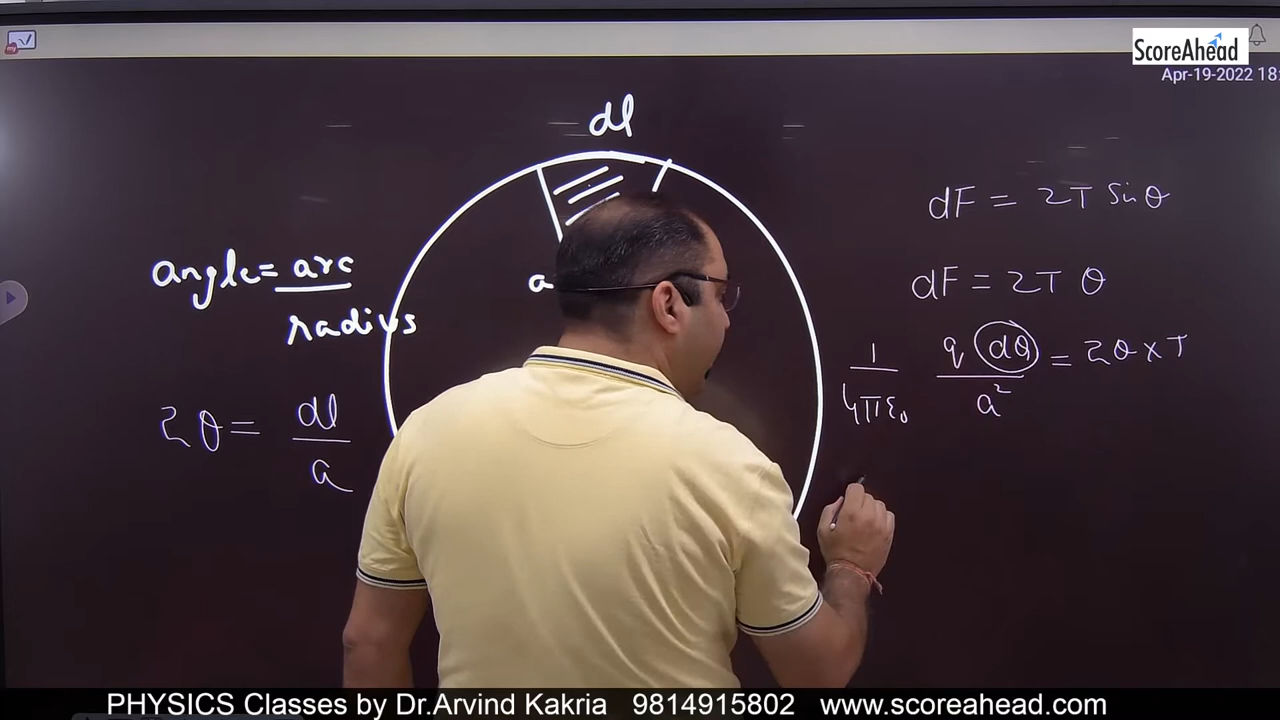 ScoreAhead
Apr-19-2022 18:
dl
dF = 2T Sinθ
angle = arc
radius
a
dF = 2T θ
1/4πε₀ q dQ/a² = 2θ x T
2θ = dl/a
PHYSICS Classes by Dr.Arvind Kakria 9814915802 www.scoreahead.com